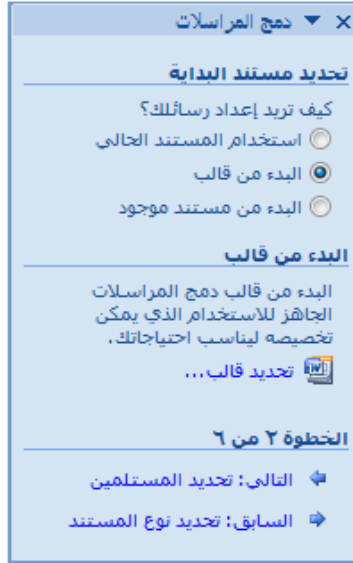 دمج المراسلات
تحديد مستند البداية
كيف تريد إعداد رسائلك؟
استخدام المستند الحالي
البدء من قالب
البدء من مستند موجود
البدء من قالب
البدء من قالب دمج المراسلات
الجاهز للاستخدام الذي يمكن
تخصيصه ليناسب احتياجاتك.
تحديد قالب...
الخطوة ٢ من ٦
التالي: تحديد المستلمين
السابق: تحديد نوع المستند